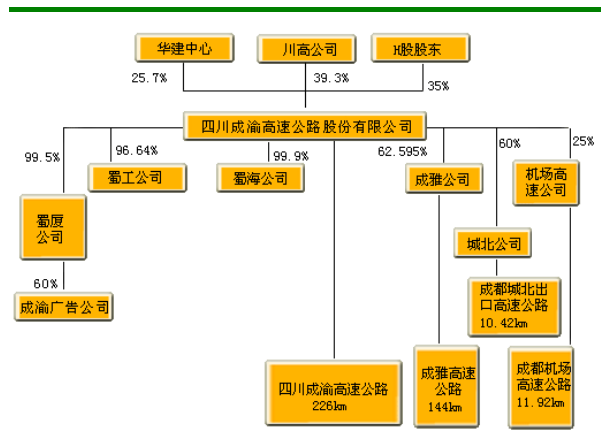 华建中心
川高公司
H股股东
25.7%
39.3%
35%
四川成渝高速公路股份有限公司
99.5%
96.64%
99.9%
62.595%
60%
25%
蜀工公司
蜀海公司
成雅公司
机场高
速公司
蜀厦
公司
城北公司
60%
成渝广告公司
成都城北出
口高速公路
10.42km
四川成渝高速公路
226km
成雅高速
公路
144km
成都机场
高速公路
11.92km